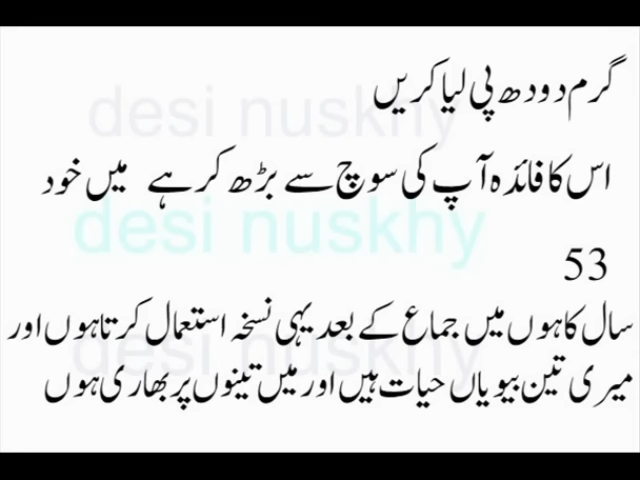 گرم دودھ پی لیا کریں
desi nuskhy
اس کا فائدہ آپ کی سوچ سے بڑھ کر ہے میں خود
desi nuskhy
53
سال کا ہوں میں جماع کے بعد یہی نسخہ استعمال کرتا ہوں اور
desi nuskhy
میری تین بیویاں حیات ہیں اور میں تینوں پر بھاری ہوں